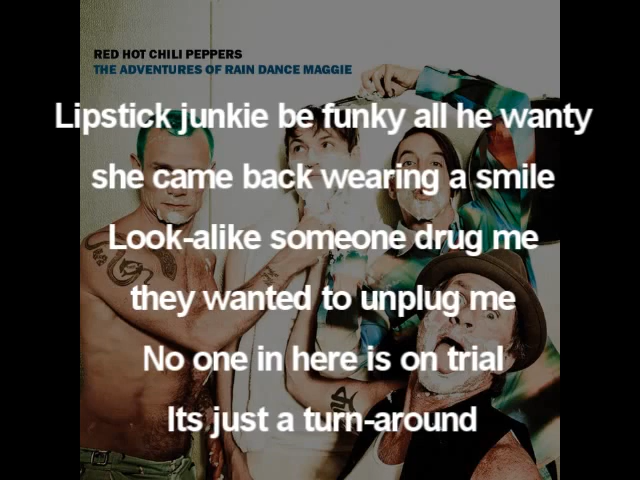 RED HOT CHILI PEPPERS
THE ADVENTURES OF RAIN DANCE MAGGIE
Lipstick junkie be funky all he wanty
she came back wearing a smile
Look-alike someone drug me
they wanted to unplug me
No one in here is on trial
Its just a turn-around